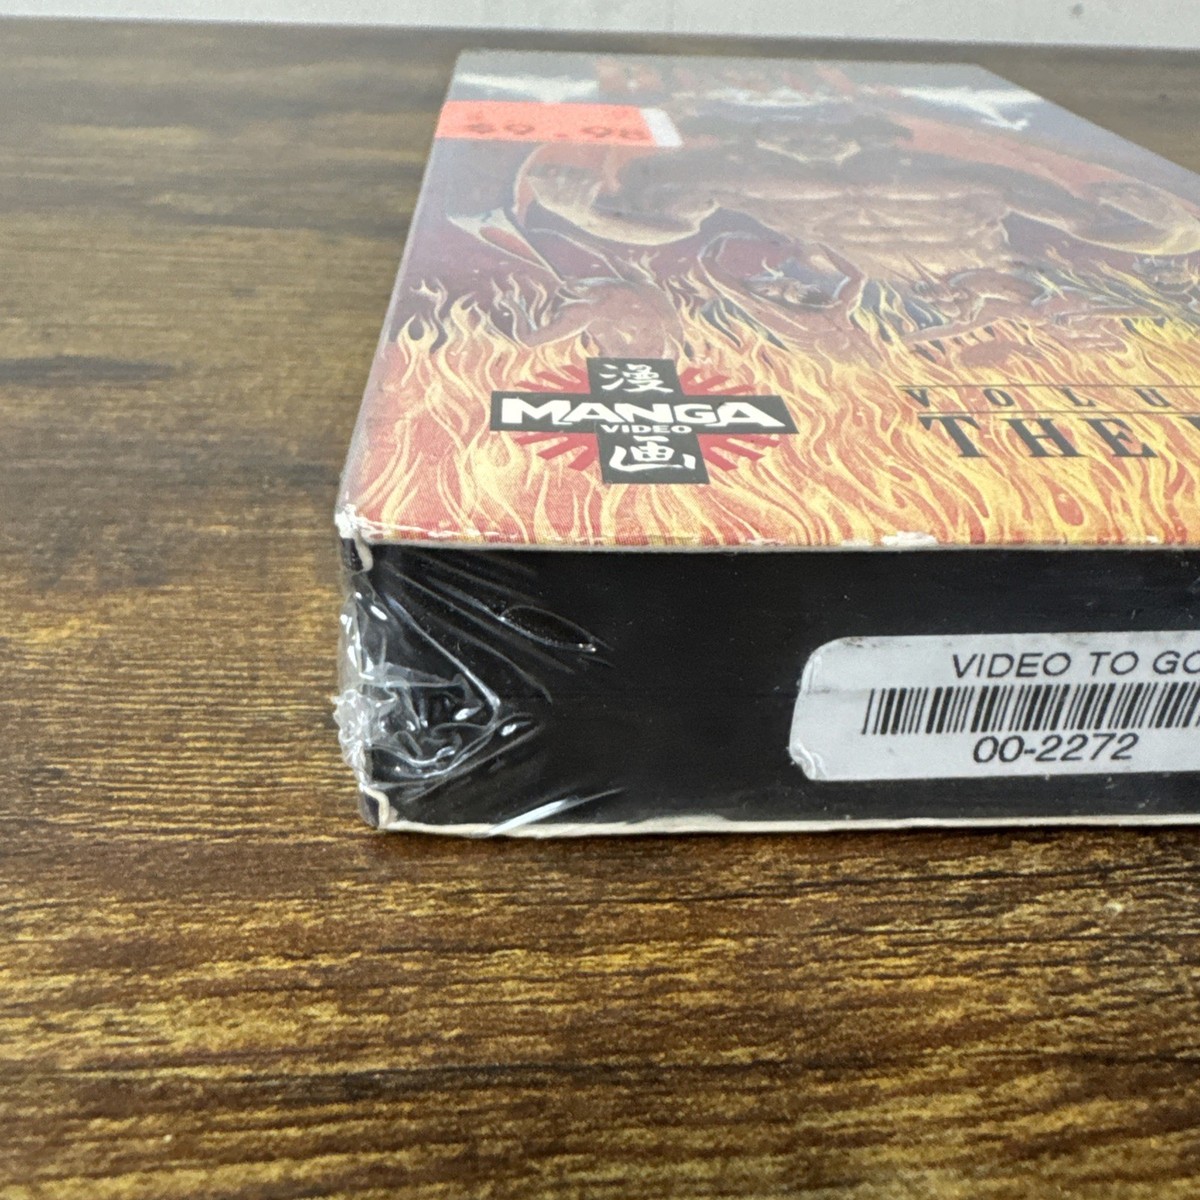 $9.98
漫
MANGA
VIDEO
画
VOLU
THE
VIDEO TO GO
00-2272